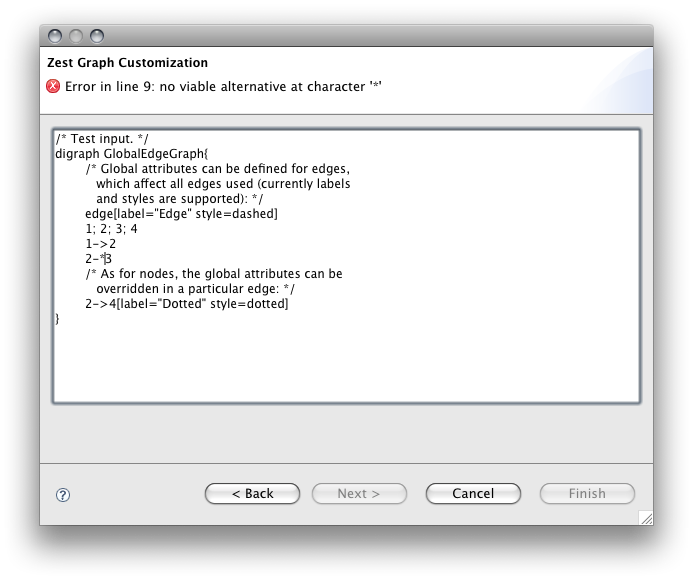 Zest Graph Customization
Error in line 9: no viable alternative at character '*'
/* Test input. */
digraph GlobalEdgeGraph{
/* Global attributes can be defined for edges,
which affect all edges used (currently labels
and styles are supported): */
edge[label="Edge" style=dashed]
1; 2; 3; 4
1->2
2-*3
/* As for nodes, the global attributes can be
overridden in a particular edge: */
2->4[label="Dotted" style=dotted]
}
? < Back Next > Cancel Finish